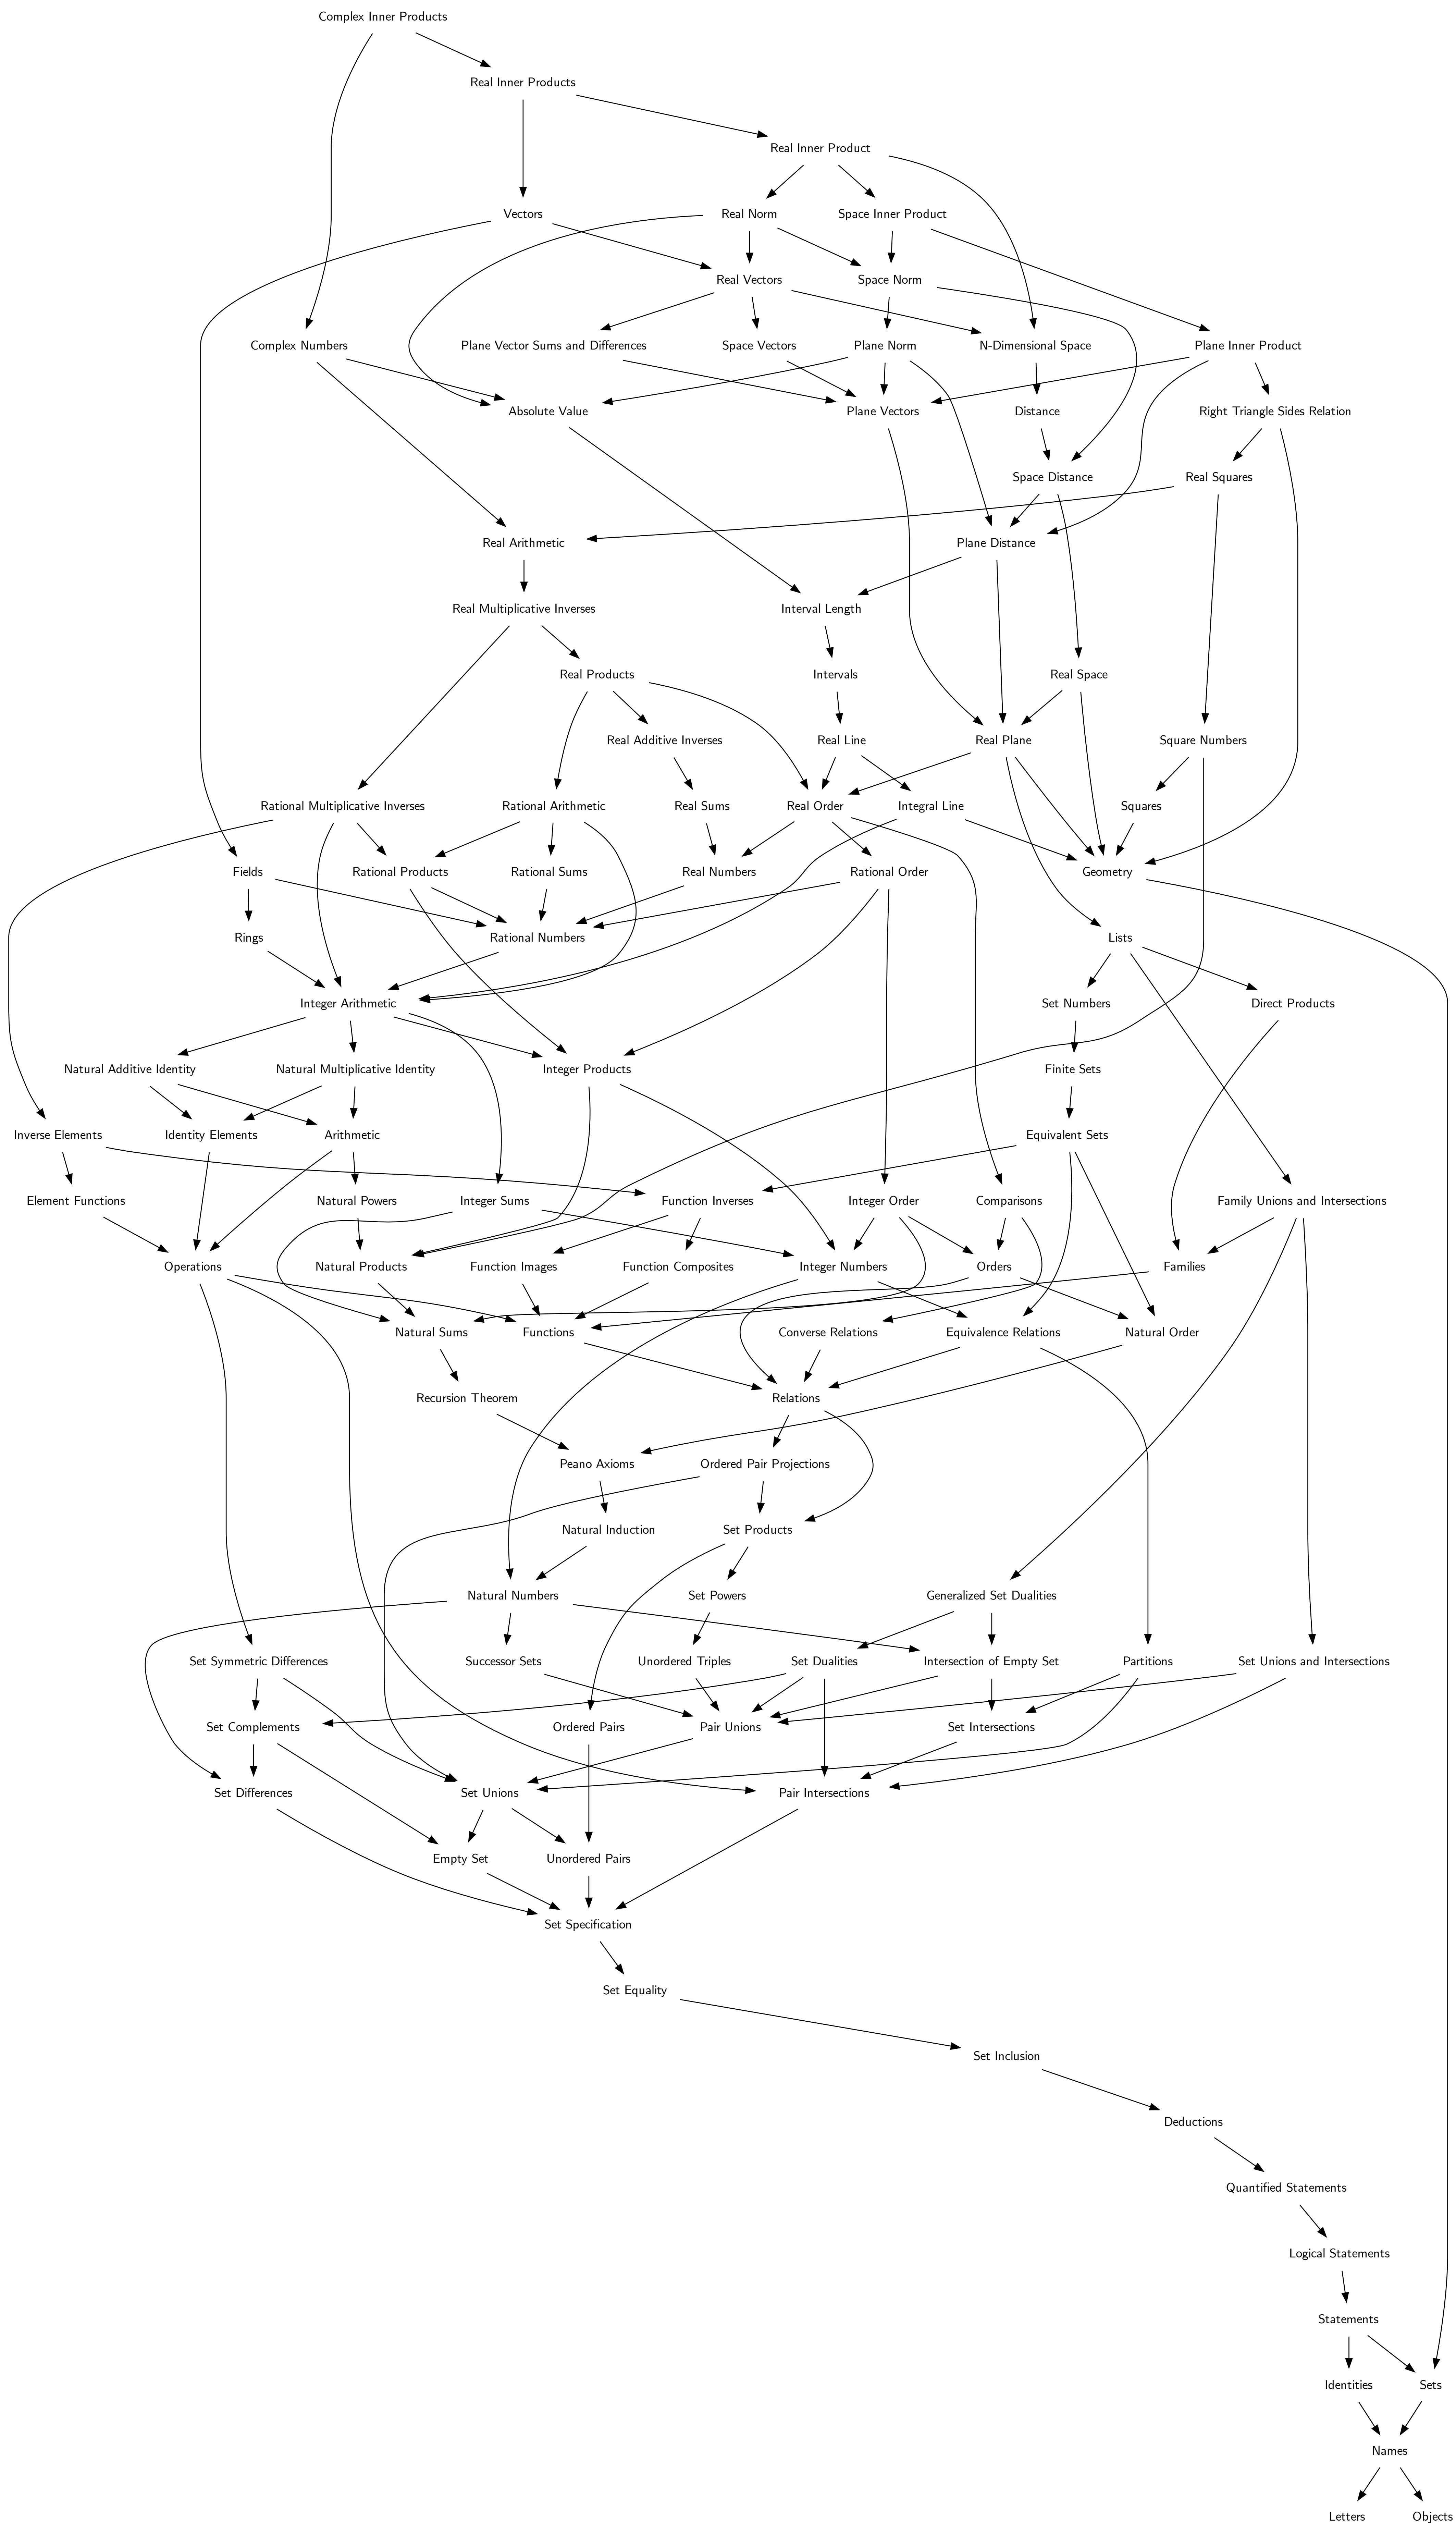 Complex Inner Products
Real Inner Products
Real Inner Product
Vectors
Real Norm
Space Inner Product
Real Vectors
Space Norm
Complex Numbers
Plane Vector Sums and Differences
Space Vectors
Plane Norm
N-Dimensional Space
Plane Inner Product
Absolute Value
Plane Vectors
Distance
Right Triangle Sides Relation
Space Distance
Real Squares
Real Arithmetic
Plane Distance
Real Multiplicative Inverses
Interval Length
Real Products
Intervals
Real Space
Real Additive Inverses
Real Line
Real Plane
Square Numbers
Rational Multiplicative Inverses
Rational Arithmetic
Real Sums
Real Order
Integral Line
Squares
Fields
Rational Products
Rational Sums
Real Numbers
Rational Order
Geometry
Rings
Rational Numbers
Lists
Integer Arithmetic
Set Numbers
Direct Products
Natural Additive Identity
Natural Multiplicative Identity
Integer Products
Finite Sets
Inverse Elements
Identity Elements
Arithmetic
Equivalent Sets
Element Functions
Natural Powers
Integer Sums
Function Inverses
Integer Order
Comparisons
Family Unions and Intersections
Operations
Natural Products
Function Images
Function Composites
Integer Numbers
Orders
Families
Natural Sums
Functions
Converse Relations
Equivalence Relations
Natural Order
Recursion Theorem
Relations
Peano Axioms
Ordered Pair Projections
Natural Induction
Set Products
Natural Numbers
Set Powers
Generalized Set Dualities
Set Symmetric Differences
Successor Sets
Unordered Triples
Set Dualities
Intersection of Empty Set
Partitions
Set Unions and Intersections
Set Complements
Ordered Pairs
Pair Unions
Set Intersections
Set Differences
Set Unions
Pair Intersections
Empty Set
Unordered Pairs
Set Specification
Set Equality
Set Inclusion
Deductions
Quantified Statements
Logical Statements
Statements
Identities
Sets
Names
Letters
Objects